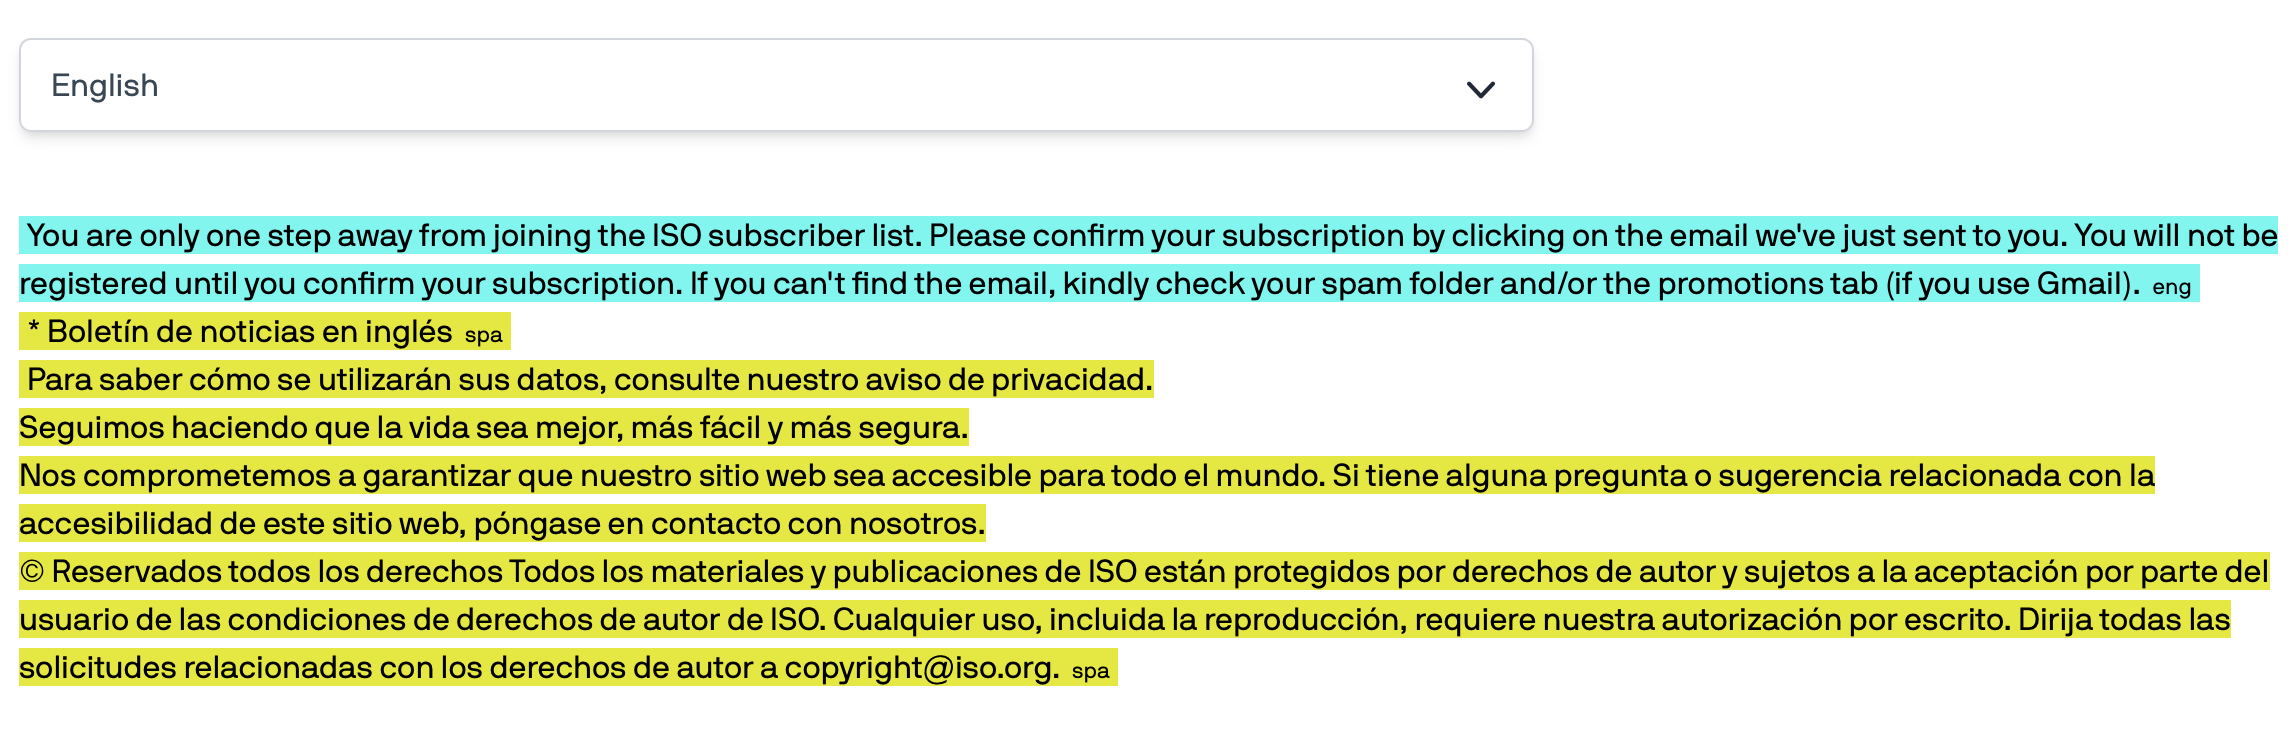 English
You are only one step away from joining the ISO subscriber list. Please confirm your subscription by clicking on the email we've just sent to you. You will not be
registered until you confirm your subscription. If you can't find the email, kindly check your spam folder and/or the promotions tab (if you use Gmail). eng
* Boletín de noticias en inglés spa
Para saber cómo se utilizarán sus datos, consulte nuestro aviso de privacidad.
Seguimos haciendo que la vida sea mejor, más fácil y más segura.
Nos comprometemos a garantizar que nuestro sitio web sea accesible para todo el mundo. Si tiene alguna pregunta o sugerencia relacionada con la
accesibilidad de este sitio web, póngase en contacto con nosotros.
© Reservados todos los derechos Todos los materiales y publicaciones de ISO están protegidos por derechos de autor y sujetos a la aceptación por parte del
usuario de las condiciones de derechos de autor de ISO. Cualquier uso, incluida la reproducción, requiere nuestra autorización por escrito. Dirija todas las
solicitudes relacionadas con los derechos de autor a copyright@iso.org. spa